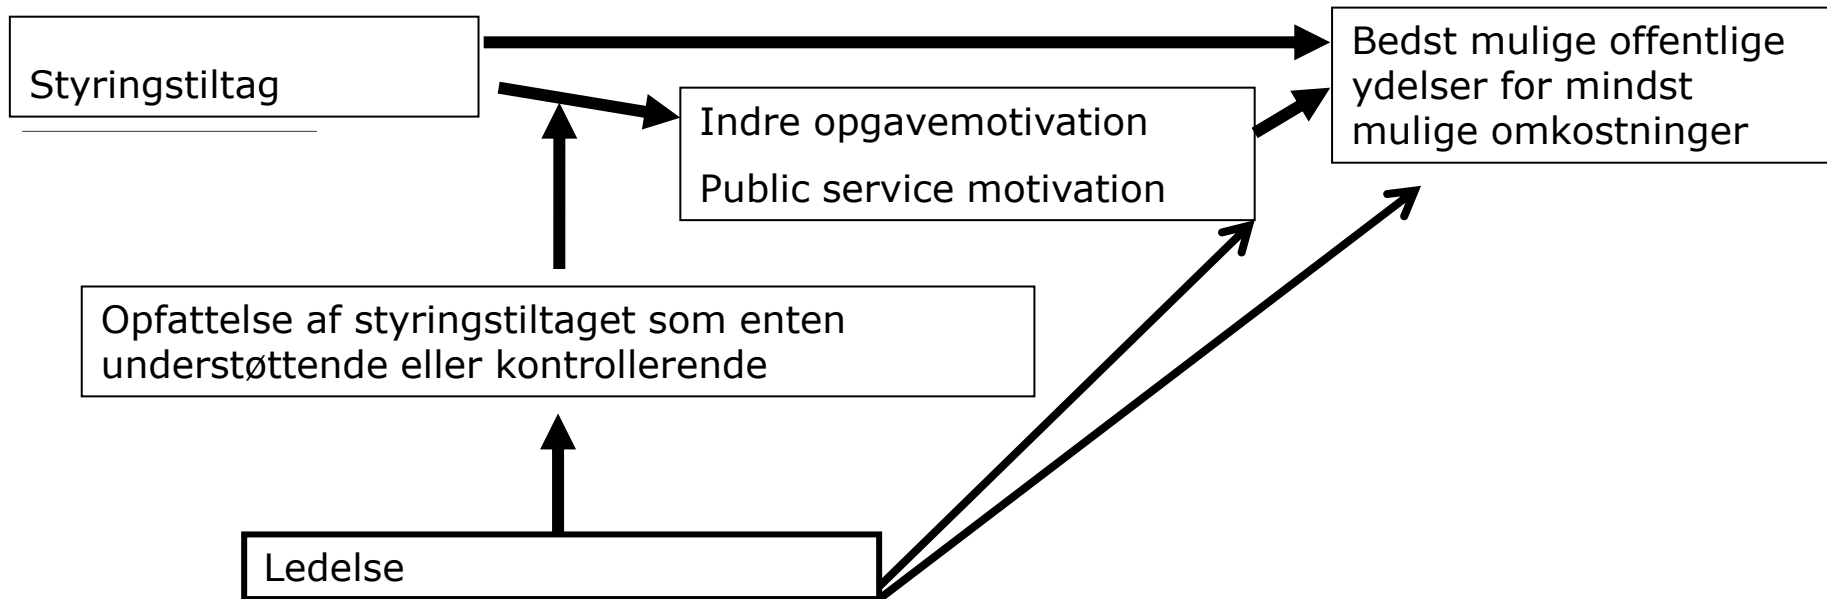 Styringstiltag
Bedst mulige offentlige
ydelser for mindst
mulige omkostninger
Indre opgavemotivation
Public service motivation
Opfattelse af styringstiltaget som enten
understøttende eller kontrollerende
Ledelse